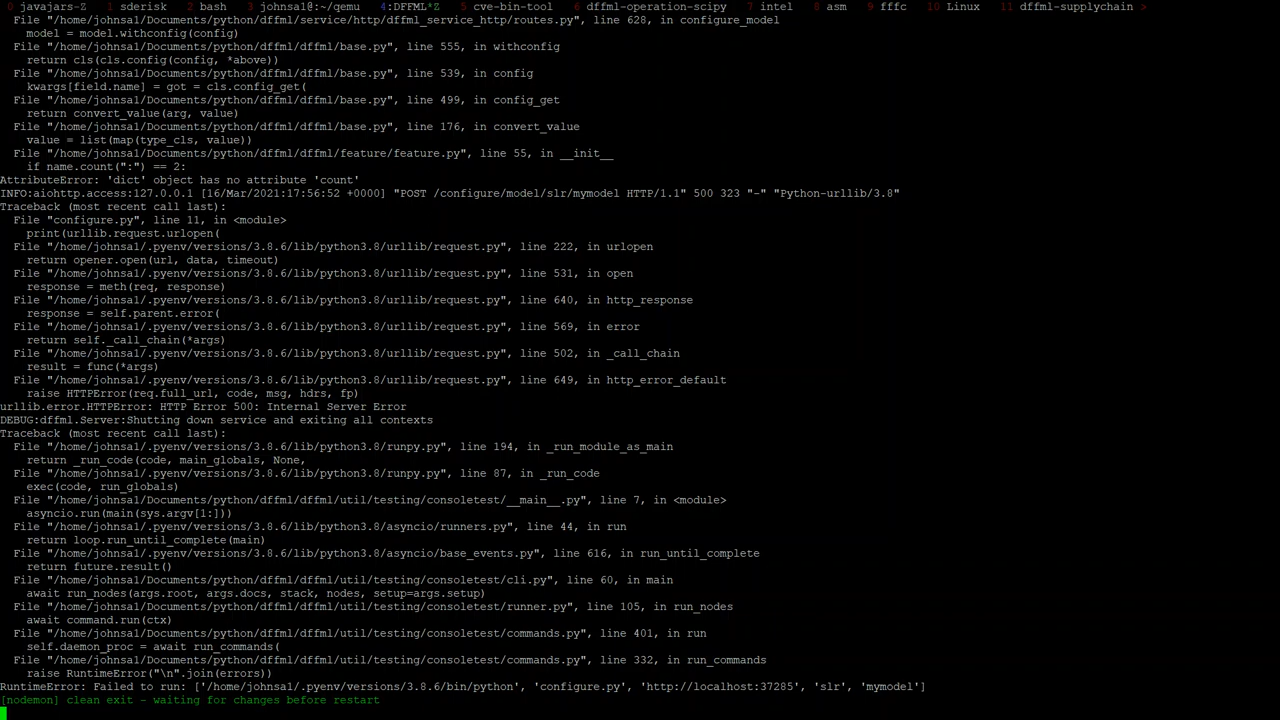 0 javajars-Z 1 sderisk 2 bash 3 johnsal@:~/qemu 4:DFFML*Z 5 cve-bin-tool 6 dffml-operation-scipy 7 intel 8 asm 9 fffc 10 Linux 11 dffml-supplychain >
File "/home/johnsa1/Documents/python/dffml/service/http/dffml_service_http/routes.py", line 628, in configure_model
model = model.withconfig(config)
File "/home/johnsa1/Documents/python/dffml/dffml/base.py", line 555, in withconfig
return cls(cls.config(config, *above))
File "/home/johnsa1/Documents/python/dffml/dffml/base.py", line 539, in config
kwargs[field.name] = got = cls.config_get(
File "/home/johnsa1/Documents/python/dffml/dffml/base.py", line 499, in config_get
return convert_value(arg, value)
File "/home/johnsa1/Documents/python/dffml/dffml/base.py", line 176, in convert_value
value = list(map(type_cls, value))
File "/home/johnsa1/Documents/python/dffml/dffml/feature/feature.py", line 55, in __init__
if name.count(":") == 2:
AttributeError: 'dict' object has no attribute 'count'
INFO:aiohttp.access:127.0.0.1 [16/Mar/2021:17:56:52 +0000] "POST /configure/model/slr/mymodel HTTP/1.1" 500 323 "-" "Python-urllib/3.8"
Traceback (most recent call last):
File "configure.py", line 11, in <module>
print(urllib.request.urlopen(
File "/home/johnsa1/.pyenv/versions/3.8.6/lib/python3.8/urllib/request.py", line 222, in urlopen
return opener.open(url, data, timeout)
File "/home/johnsa1/.pyenv/versions/3.8.6/lib/python3.8/urllib/request.py", line 531, in open
response = meth(req, response)
File "/home/johnsa1/.pyenv/versions/3.8.6/lib/python3.8/urllib/request.py", line 640, in http_response
response = self.parent.error(
File "/home/johnsa1/.pyenv/versions/3.8.6/lib/python3.8/urllib/request.py", line 569, in error
return self._call_chain(*args)
File "/home/johnsa1/.pyenv/versions/3.8.6/lib/python3.8/urllib/request.py", line 502, in _call_chain
result = func(*args)
File "/home/johnsa1/.pyenv/versions/3.8.6/lib/python3.8/urllib/request.py", line 649, in http_error_default
raise HTTPError(req.full_url, code, msg, hdrs, fp)
urllib.error.HTTPError: HTTP Error 500: Internal Server Error
DEBUG:dffml.Server:Shutting down service and exiting all contexts
Traceback (most recent call last):
File "/home/johnsa1/.pyenv/versions/3.8.6/lib/python3.8/runpy.py", line 194, in _run_module_as_main
return _run_code(code, main_globals, None,
File "/home/johnsa1/.pyenv/versions/3.8.6/lib/python3.8/runpy.py", line 87, in _run_code
exec(code, run_globals)
File "/home/johnsa1/Documents/python/dffml/dffml/util/testing/consoletest/__main__.py", line 7, in <module>
asyncio.run(main(sys.argv[1:]))
File "/home/johnsa1/.pyenv/versions/3.8.6/lib/python3.8/asyncio/runners.py", line 44, in run
return loop.run_until_complete(main)
File "/home/johnsa1/.pyenv/versions/3.8.6/lib/python3.8/asyncio/base_events.py", line 616, in run_until_complete
return future.result()
File "/home/johnsa1/Documents/python/dffml/dffml/util/testing/consoletest/cli.py", line 60, in main
await run_nodes(args.root, args.docs, stack, nodes, setup=args.setup)
File "/home/johnsa1/Documents/python/dffml/dffml/util/testing/consoletest/runner.py", line 105, in run_nodes
await command.run(ctx)
File "/home/johnsa1/Documents/python/dffml/dffml/util/testing/consoletest/commands.py", line 401, in run
self.daemon_proc = await run_commands(
File "/home/johnsa1/Documents/python/dffml/dffml/util/testing/consoletest/commands.py", line 332, in run_commands
raise RuntimeError("\n".join(errors))
RuntimeError: Failed to run: ['/home/johnsa1/.pyenv/versions/3.8.6/bin/python', 'configure.py', 'http://localhost:37285', 'slr', 'mymodel']
[nodemon] clean exit - waiting for changes before restart